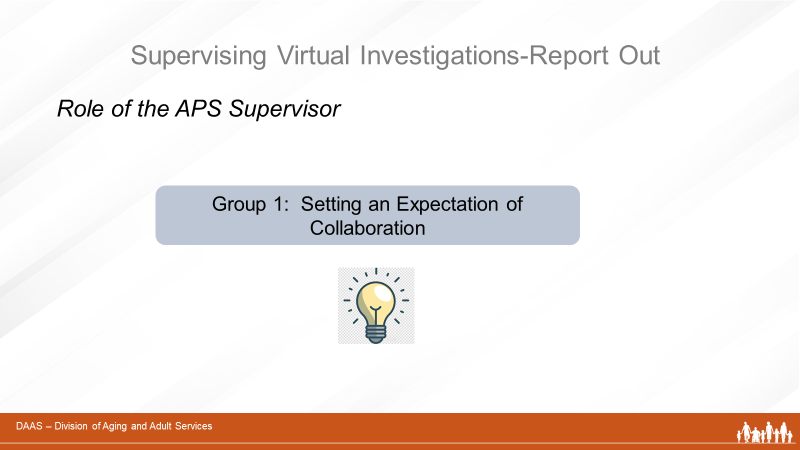 Supervising Virtual Investigations-Report Out
Role of the APS Supervisor
Group 1:  Setting an Expectation of
Collaboration
DAAS – Division of Aging and Adult Services